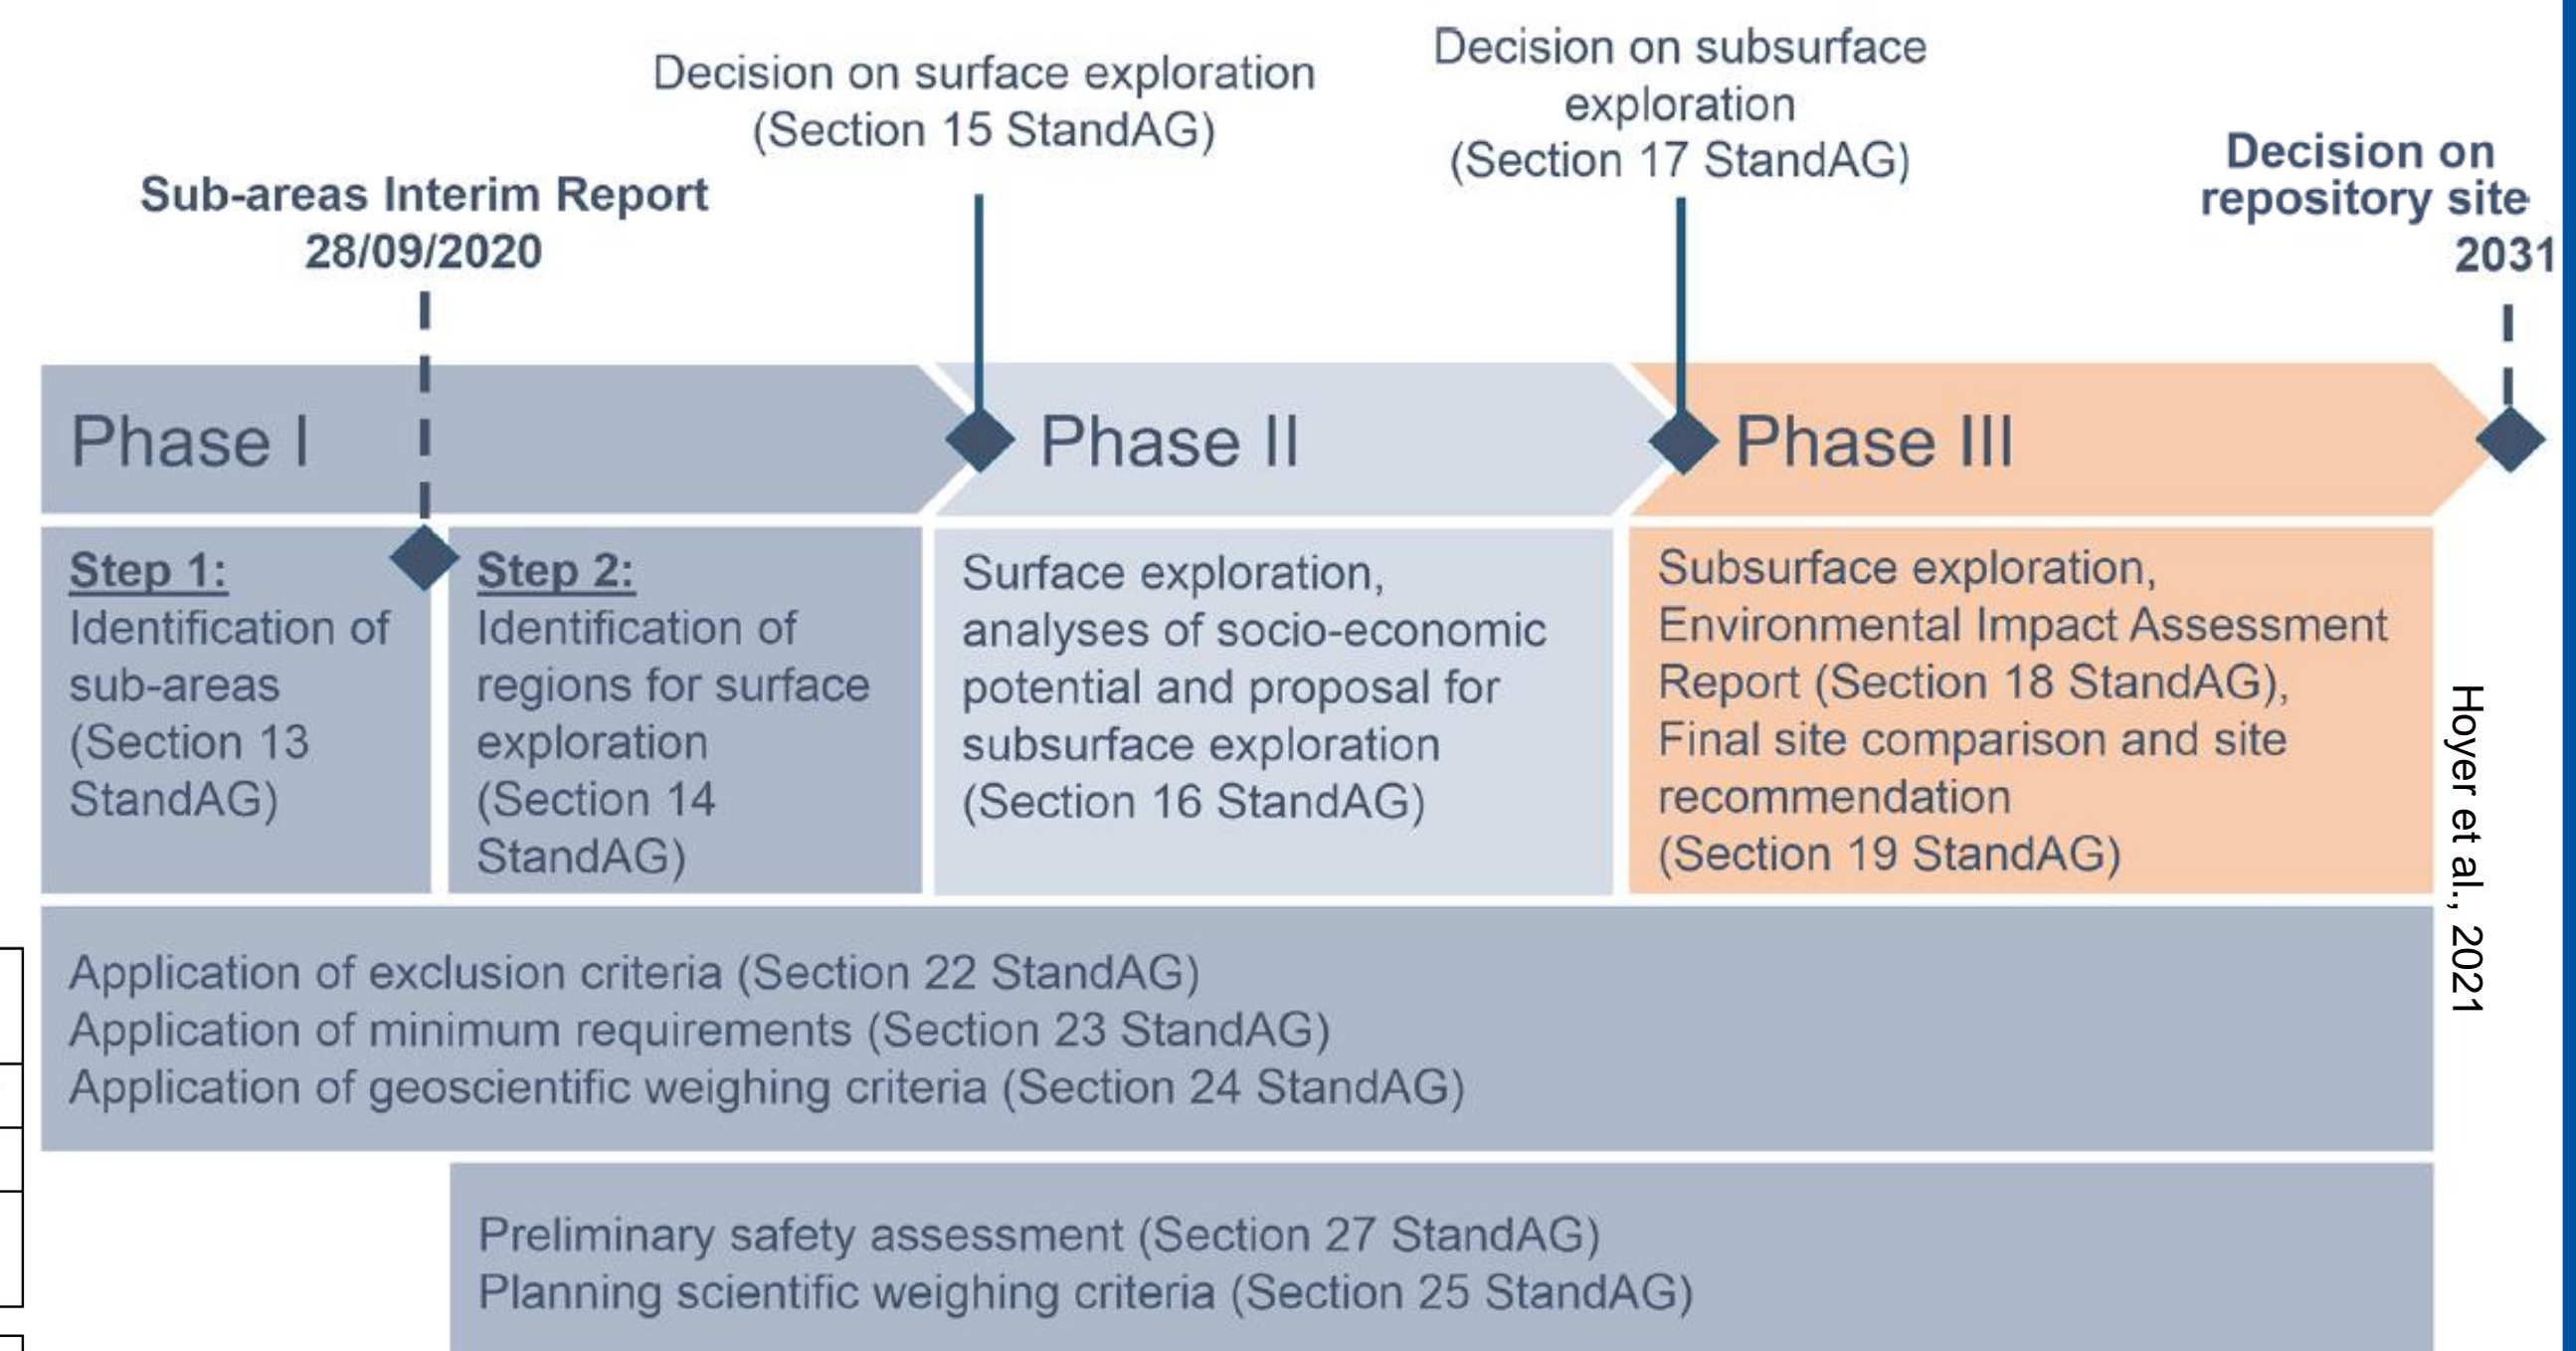 Decision on surface exploration
(Section 15 StandAG)
Decision on subsurface
exploration
(Section 17 StandAG)
Decision on
repository site
2031
Sub-areas Interim Report
28/09/2020
Phase I
Phase II
Phase III
Step 1:
Identification of
sub-areas
(Section 13
StandAG)
Step 2:
Identification of
regions for surface
exploration
(Section 14
StandAG)
Surface exploration,
analyses of socio-economic
potential and proposal for
subsurface exploration
(Section 16 StandAG)
Subsurface exploration,
Environmental Impact Assessment
Report (Section 18 StandAG),
Final site comparison and site
recommendation
(Section 19 StandAG)
Hoyer et al., 2021
Application of exclusion criteria (Section 22 StandAG)
Application of minimum requirements (Section 23 StandAG)
Application of geoscientific weighing criteria (Section 24 StandAG)
Preliminary safety assessment (Section 27 StandAG)
Planning scientific weighing criteria (Section 25 StandAG)